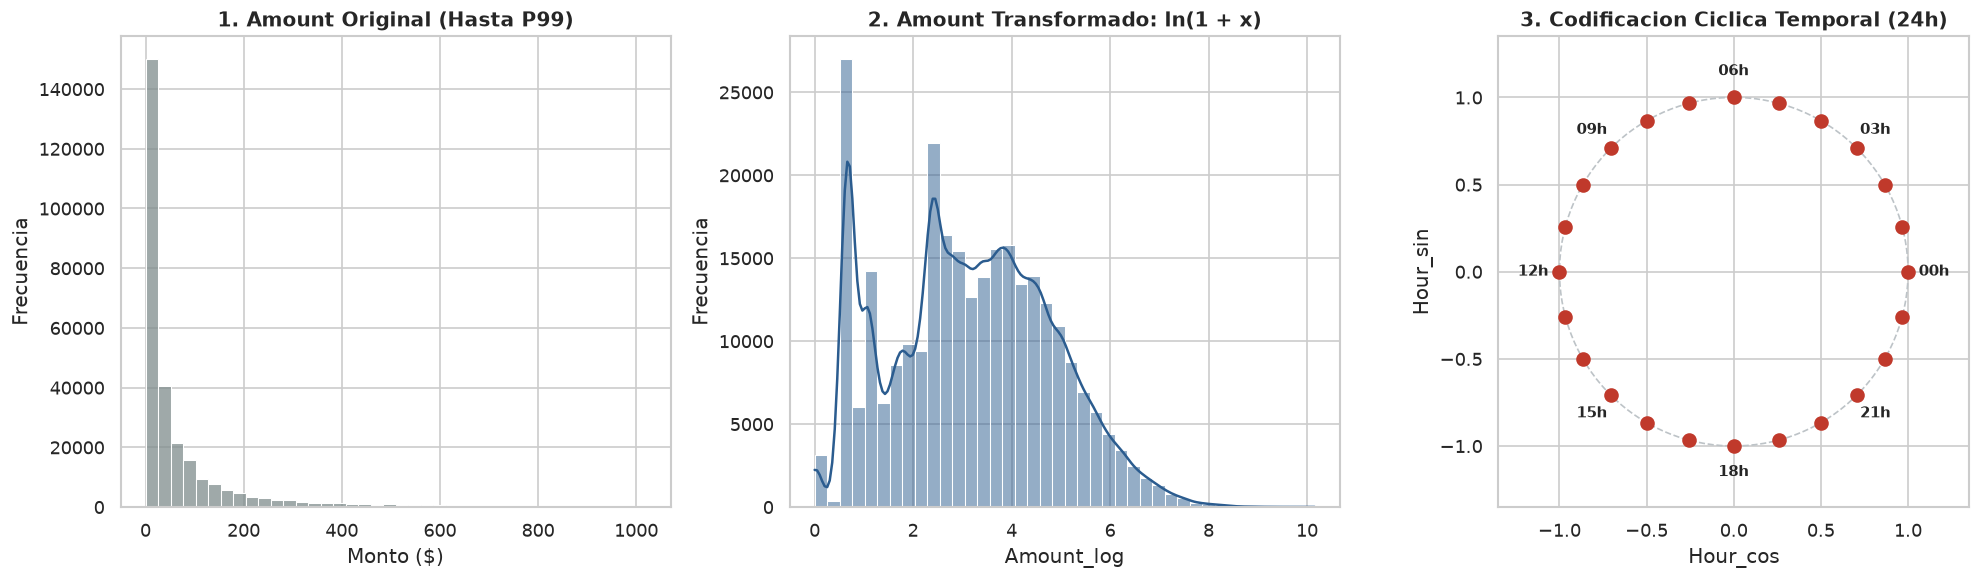 1. Amount Original (Hasta P99)
140000
120000
100000
80000
60000
40000
20000
0
Frecuencia
0 200 400 600 800 1000
Monto ($)
2. Amount Transformado: ln(1 + x)
25000
20000
15000
10000
5000
0
Frecuencia
0 2 4 6 8 10
Amount_log
3. Codificacion Ciclica Temporal (24h)
1.0
0.5
0.0
−0.5
−1.0
Hour_sin
06h
09h
03h
12h
00h
15h
21h
18h
−1.0 −0.5 0.0 0.5 1.0
Hour_cos